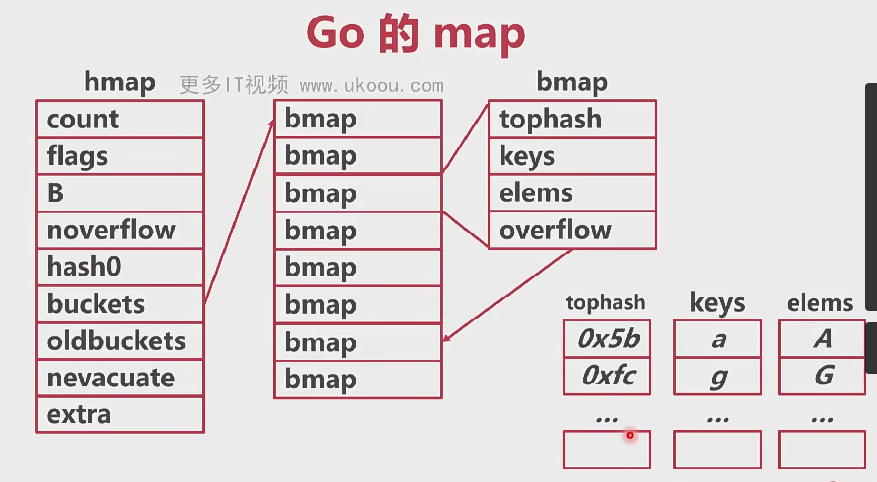 Go 的 map
更多IT视频 www.ukoou.com
hmap
count
flags
B
noverflow
hash0
buckets
oldbuckets
nevacuate
extra
bmap
bmap
bmap
bmap
bmap
bmap
bmap
bmap
bmap
tophash
keys
elems
overflow
tophash keys elems
0x5b a A
0xfc g G
... ... ...